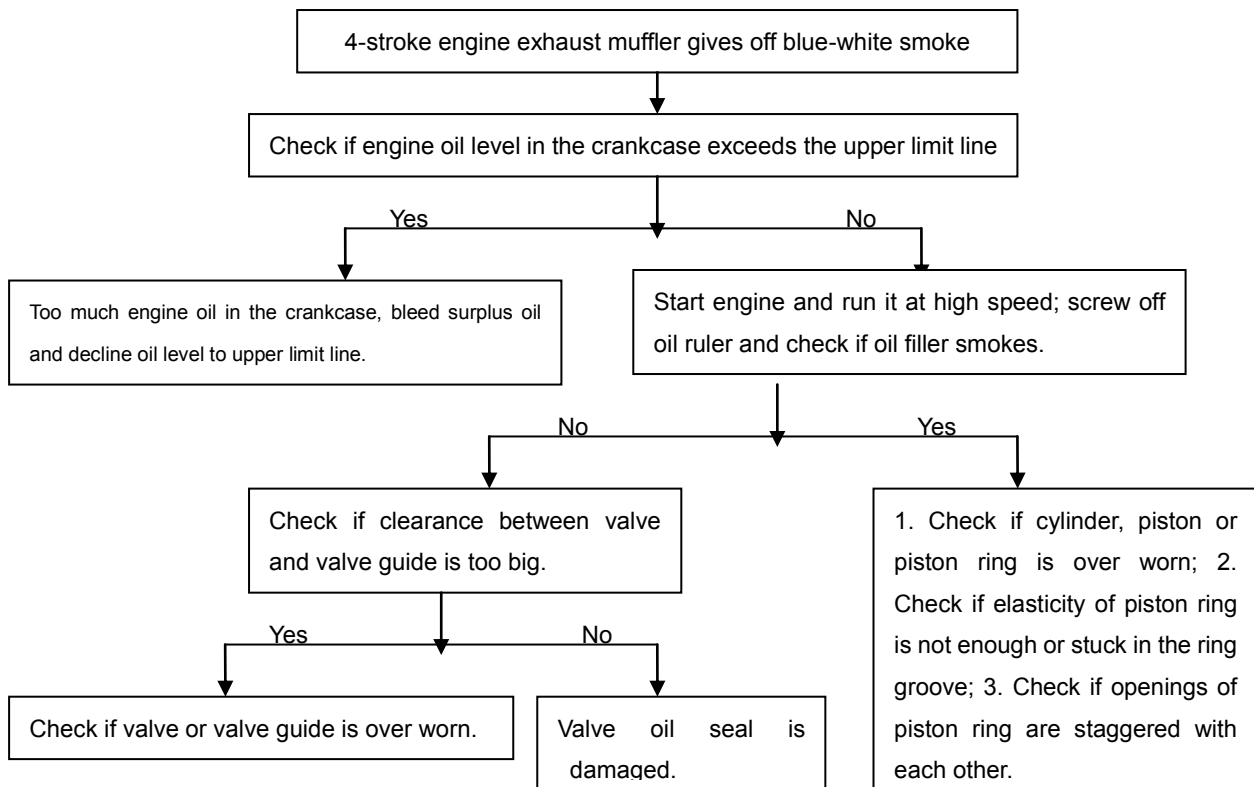 4-stroke engine exhaust muffler gives off blue-white smoke
Check if engine oil level in the crankcase exceeds the upper limit line
Yes
No
Too much engine oil in the crankcase, bleed surplus oil
and decline oil level to upper limit line.
Start engine and run it at high speed; screw off
oil ruler and check if oil filler smokes.
No
Yes
Check if clearance between valve
and valve guide is too big.
1. Check if cylinder, piston or
piston ring is over worn; 2.
Check if elasticity of piston ring
is not enough or stuck in the ring
groove; 3. Check if openings of
piston ring are staggered with
each other.
Yes
No
Check if valve or valve guide is over worn.
Valve oil seal is
damaged.